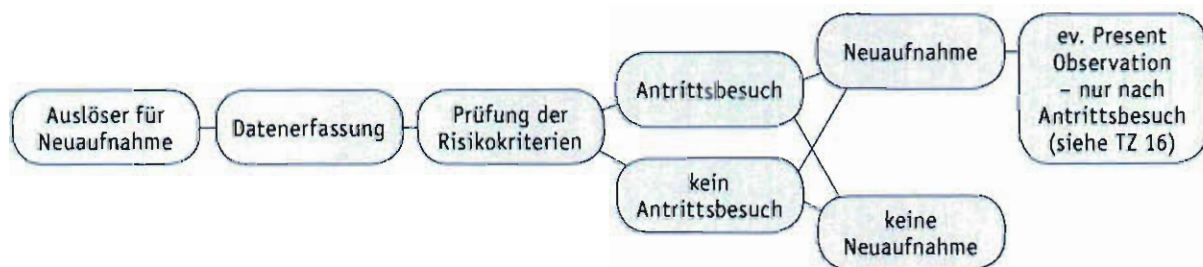 Auslöser für
Neuaufnahme
Datenerfassung
Prüfung der
Risikokriterien
Antrittsbesuch
kein
Antrittsbesuch
Neuaufnahme
keine
Neuaufnahme
ev. Present
Observation
– nur nach
Antrittsbesuch
(siehe TZ 16)